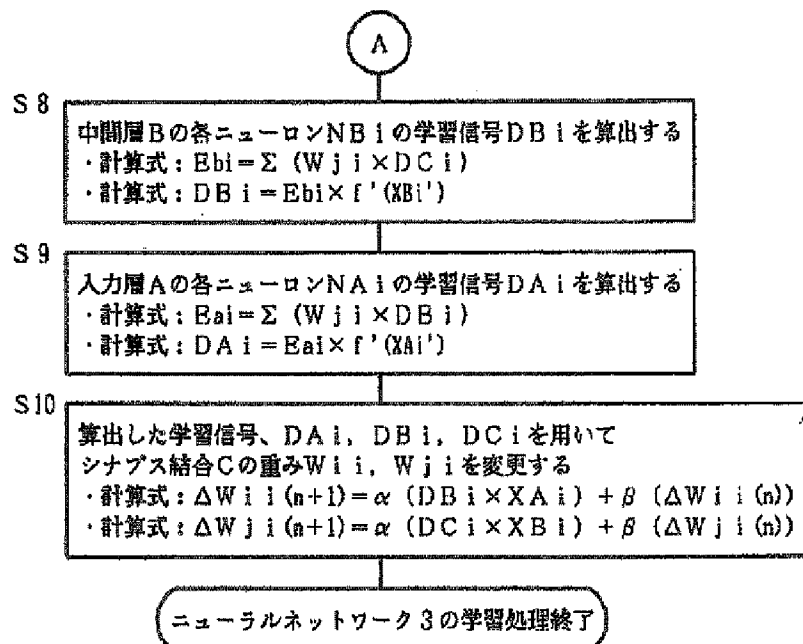 A
S8
中間層Bの各ニューロンNBiの学習信号DBiを算出する
・計算式：Ebi=Σ (Wji×DCi)
・計算式：DBi=Ebi×f'(XBi')
S9
入力層Aの各ニューロンNAiの学習信号DAiを算出する
・計算式：Eai=Σ (Wji×DBi)
・計算式：DAi=Eai×f'(XAi')
S10
算出した学習信号、DAi, DBi, DCiを用いて
シナプス結合Cの重みWii, Wjiを変更する
・計算式：ΔWii(n+1)=α (DBi×XAi) +β (ΔWii(n))
・計算式：ΔWji(n+1)=α (DCi×XBi) +β (ΔWji(n))
ニューラルネットワーク3の学習処理終了